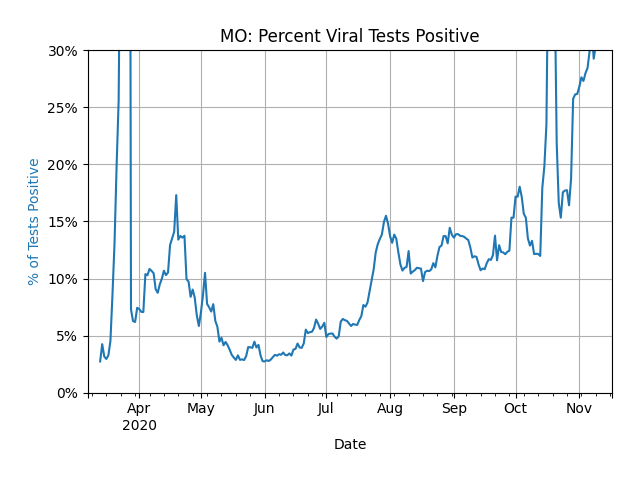 MO: Percent Viral Tests Positive
30%
25%
20%
15%
10%
5%
0%
% of Tests Positive
Apr
2020
May
Jun
Jul
Aug
Sep
Oct
Nov
Date